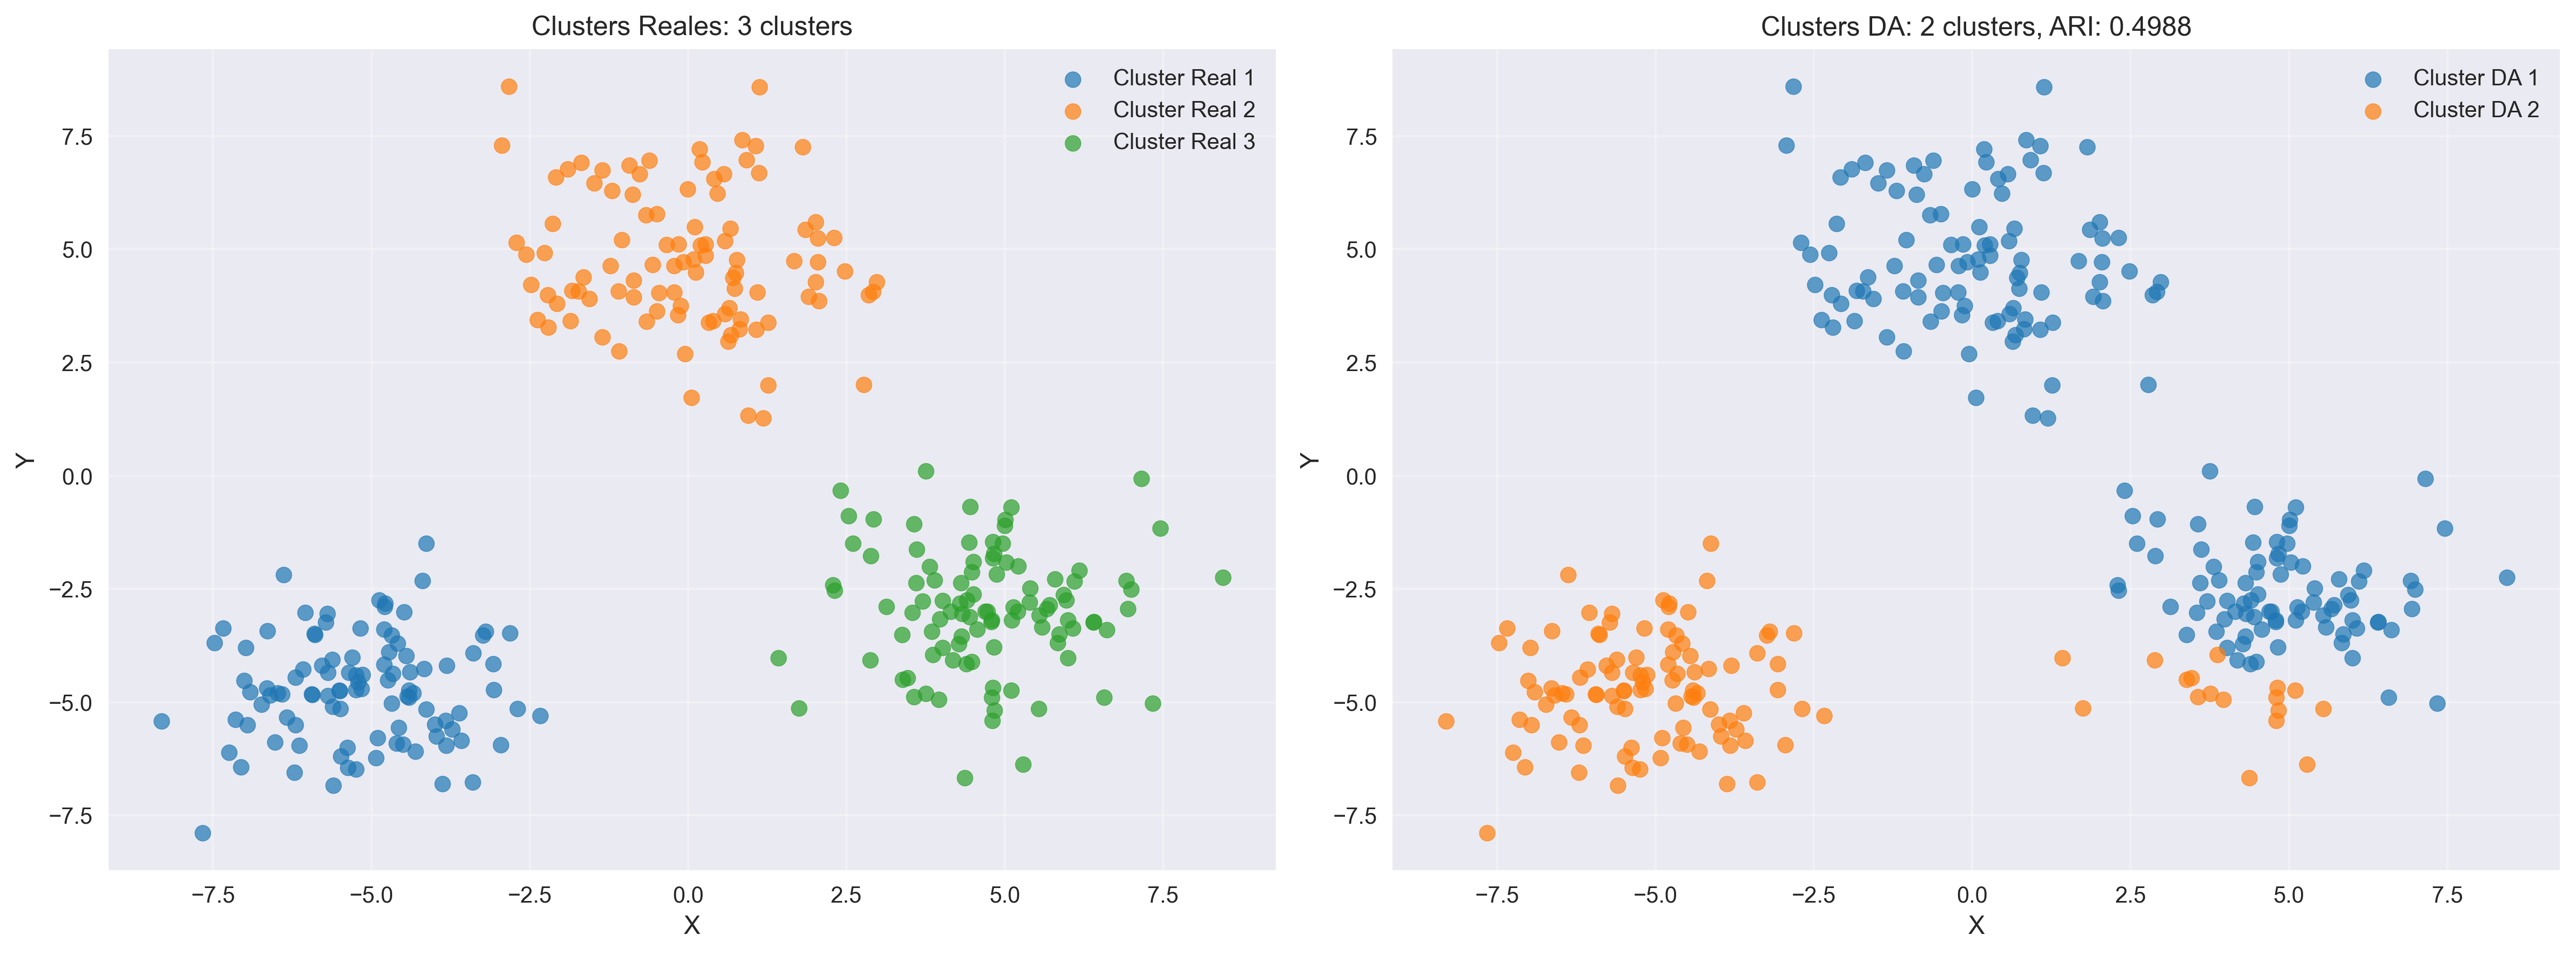 Clusters Reales: 3 clusters
Cluster Real 1
Cluster Real 2
Cluster Real 3
Y
7.5
5.0
2.5
0.0
−2.5
−5.0
−7.5
−7.5 −5.0 −2.5 0.0 2.5 5.0 7.5
X
Clusters DA: 2 clusters, ARI: 0.4988
Cluster DA 1
Cluster DA 2
Y
7.5
5.0
2.5
0.0
−2.5
−5.0
−7.5
−7.5 −5.0 −2.5 0.0 2.5 5.0 7.5
X